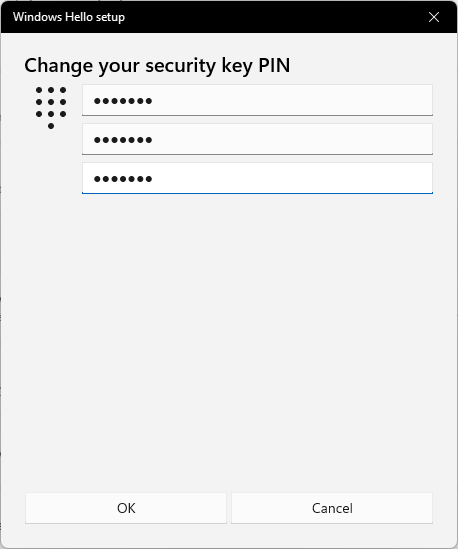 Windows Hello setup
Change your security key PIN
●●●●●●●
●●●●●●●
●●●●●●●
OK
Cancel